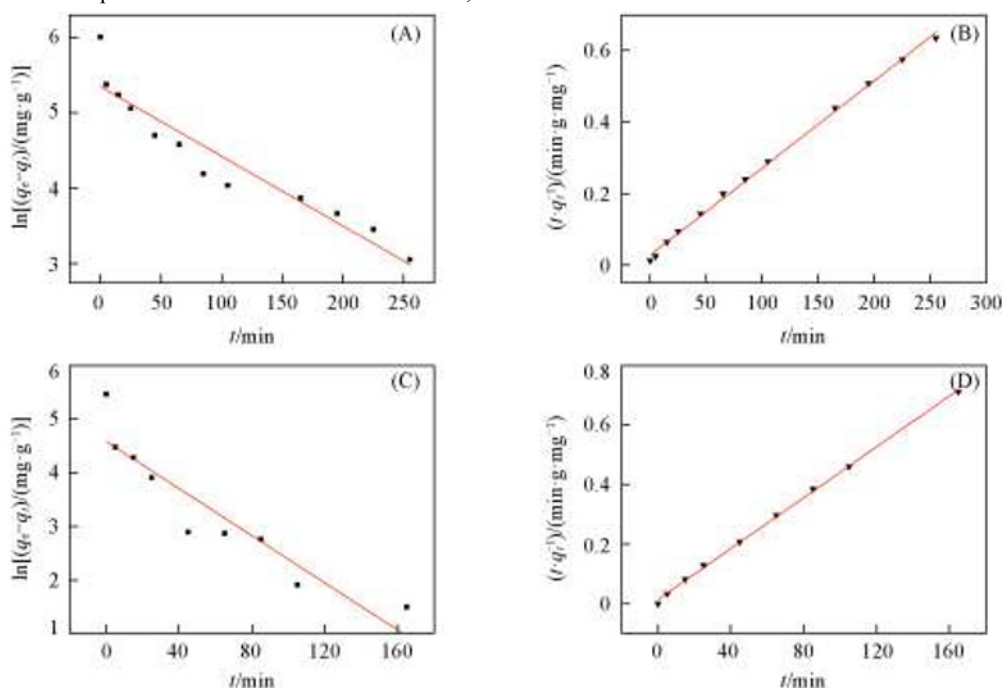 (A)
6
5
4
3
ln[(qₑ−qₜ)/(mg·g⁻¹)]
0 50 100 150 200 250
t/min
(B)
0.6
0.4
0.2
0
(t·qₜ⁻¹)/(min·g·mg⁻¹)
0 50 100 150 200 250 300
t/min
(C)
6
5
4
3
2
1
ln[(qₑ−qₜ)/(mg·g⁻¹)]
0 40 80 120 160
t/min
(D)
0.8
0.6
0.4
0.2
0
(t·qₜ⁻¹)/(min·g·mg⁻¹)
0 40 80 120 160
t/min